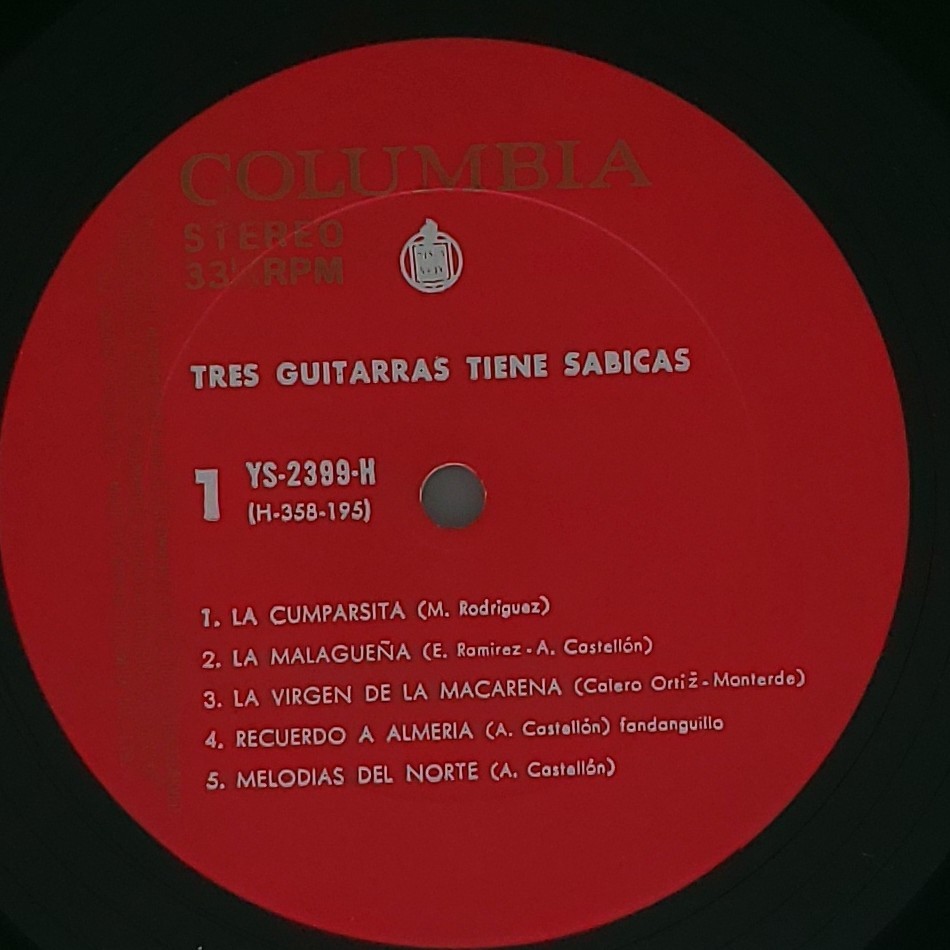 COLUMBIA
STEREO
33⅓ RPM
TRES GUITARRAS TIENE SABICAS
1 YS-2399-H
(H-358-195)
1. LA CUMPARSITA (M. Rodriguez)
2. LA MALAGUEÑA (E. Ramirez - A. Castellón)
3. LA VIRGEN DE LA MACARENA (Calero Ortiž - Monterde)
4. RECUERDO A ALMERIA (A. Castellón) fandanguillo
5. MELODIAS DEL NORTE (A. Castellón)